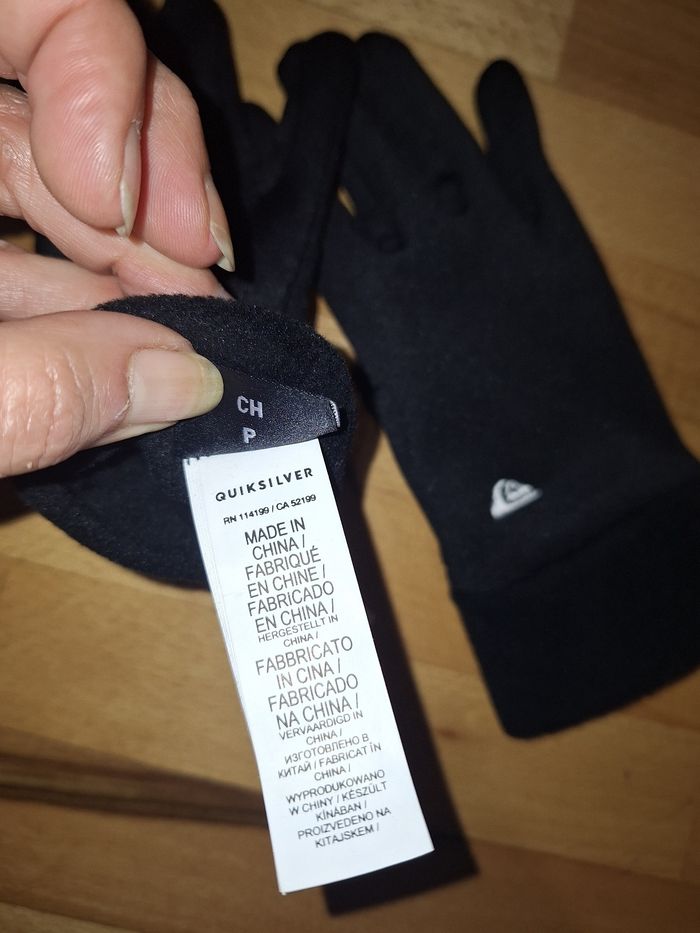 CH
P
QUIKSILVER
RN 114199 / CA 52199
MADE IN
CHINA /
FABRIQUÉ
EN CHINE /
FABRICADO
EN CHINA /
HERGESTELLT IN
CHINA /
FABBRICATO
IN CINA /
FABRICADO
NA CHINA /
VERVAARDIGD IN
CHINA /
ИЗГОТОВЛЕНО В
КИТАЙ / FABRICAT ÎN
CHINA /
WYPRODUKOWANO
W CHINY / KÉSZÜLT
KÍNÁBAN /
PROIZVEDENO NA
KITAJSKEM /